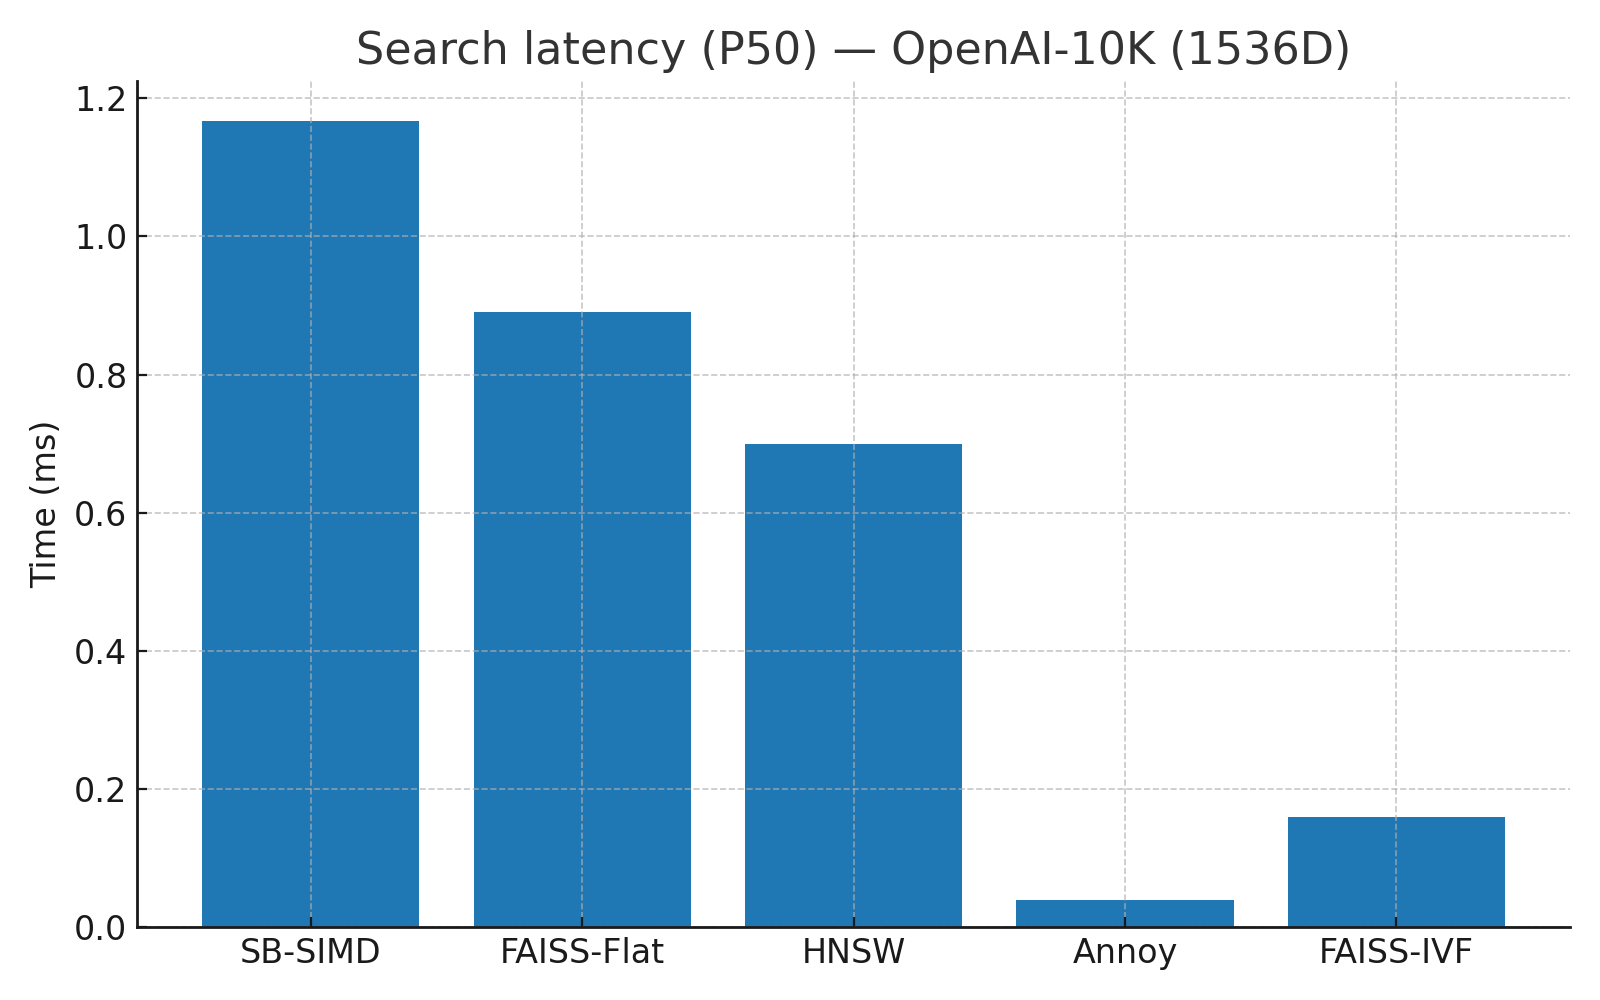 Search latency (P50) — OpenAI-10K (1536D)
Time (ms)
1.2
1.0
0.8
0.6
0.4
0.2
0.0
SB-SIMD FAISS-Flat HNSW Annoy FAISS-IVF